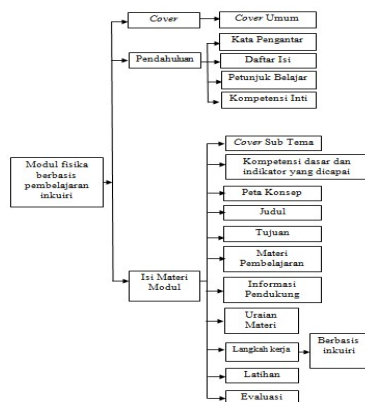 Cover
Cover Umum
Pendahuluan
Kata Pengantar
Daftar Isi
Petunjuk Belajar
Kompetensi Inti
Modul fisika
berbasis
pembelajaran
inkuiri
Isi Materi
Modul
Cover Sub Tema
Kompetensi dasar dan
indikator yang dicapai
Peta Konsep
Judul
Tujuan
Materi
Pembelajaran
Informasi
Pendukung
Uraian
Materi
Langkah kerja
Berbasis
inkuiri
Latihan
Evaluasi